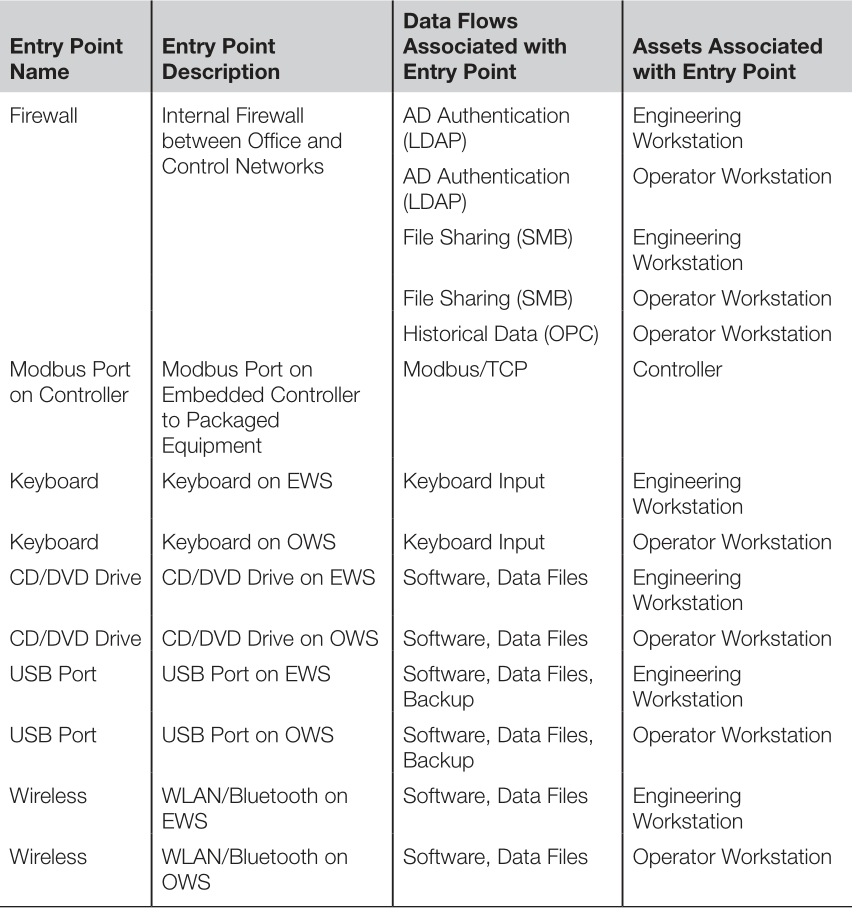 Entry Point Name
Entry Point Description
Data Flows Associated with Entry Point
Assets Associated with Entry Point
Firewall
Internal Firewall
between Office and
Control Networks
AD Authentication
(LDAP)
Engineering
Workstation
AD Authentication
(LDAP)
Operator Workstation
File Sharing (SMB)
Engineering
Workstation
File Sharing (SMB)
Operator Workstation
Historical Data (OPC)
Operator Workstation
Modbus Port
on Controller
Modbus Port on
Embedded Controller
to Packaged
Equipment
Modbus/TCP
Controller
Keyboard
Keyboard on EWS
Keyboard Input
Engineering
Workstation
Keyboard
Keyboard on OWS
Keyboard Input
Operator Workstation
CD/DVD Drive
CD/DVD Drive on EWS
Software, Data Files
Engineering
Workstation
CD/DVD Drive
CD/DVD Drive on OWS
Software, Data Files
Operator Workstation
USB Port
USB Port on EWS
Software, Data Files,
Backup
Engineering
Workstation
USB Port
USB Port on OWS
Software, Data Files,
Backup
Operator Workstation
Wireless
WLAN/Bluetooth on
EWS
Software, Data Files
Engineering
Workstation
Wireless
WLAN/Bluetooth on
OWS
Software, Data Files
Operator Workstation